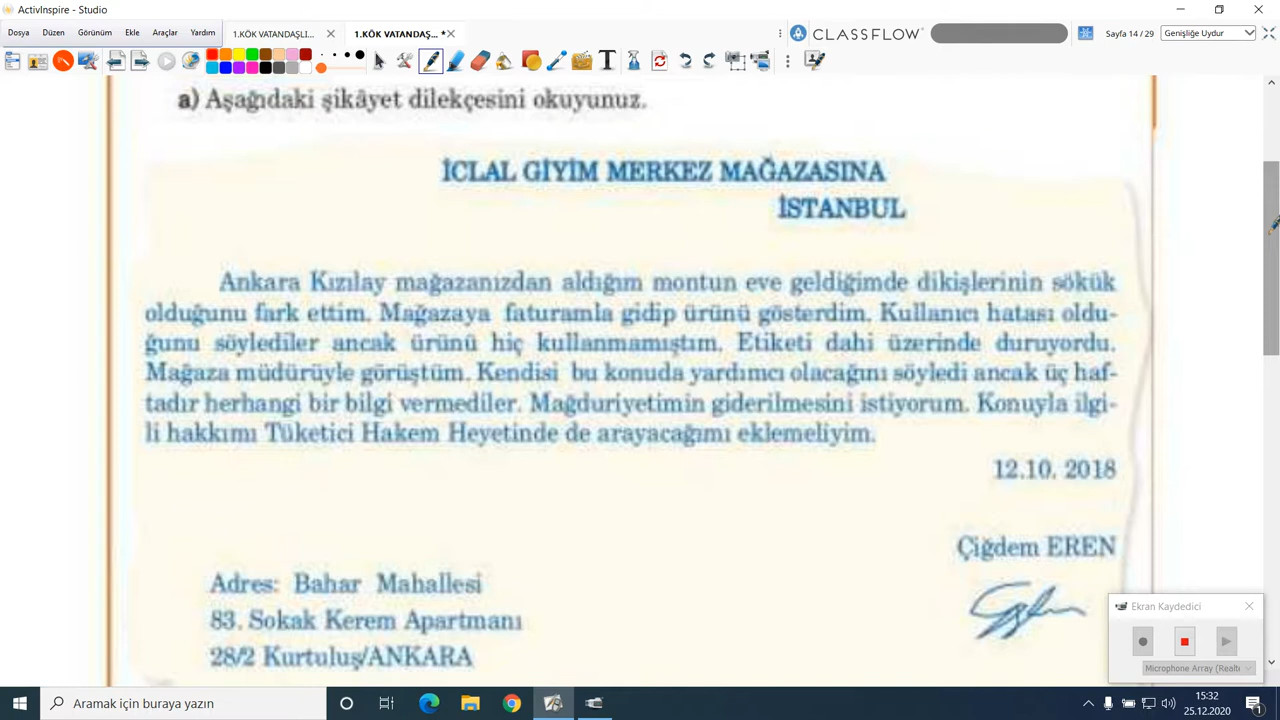 ActivInspire - Studio
Dosya Düzen Görünüm Ekle Araçlar Yardım
1.KÖK VATANDAŞLI... 1.KÖK VATANDAŞ... *
CLASSFLOW
Sayfa 14 / 29 Genişliğe Uydur
a) Aşağıdaki şikâyet dilekçesini okuyunuz.
İCLAL GİYİM MERKEZ MAĞAZASINA
İSTANBUL
Ankara Kızılay mağazanızdan aldığım montun eve geldiğimde dikişlerinin sökük
olduğunu fark ettim. Mağazaya faturamla gidip ürünü gösterdim. Kullanıcı hatası oldu-
ğunu söylediler ancak ürünü hiç kullanmamıştım. Etiketi dahi üzerinde duruyordu.
Mağaza müdürüyle görüştüm. Kendisi bu konuda yardımcı olacağını söyledi ancak üç haf-
tadır herhangi bir bilgi vermediler. Mağduriyetimin giderilmesini istiyorum. Konuyla ilgi-
li hakkımı Tüketici Hakem Heyetinde de arayacağımı eklemeliyim.
12.10. 2018
Çiğdem EREN
Adres: Bahar Mahallesi
83. Sokak Kerem Apartmanı
28/2 Kurtuluş/ANKARA
Ekran Kaydedici
Microphone Array (Realt
Aramak için buraya yazın
15:32
25.12.2020
1